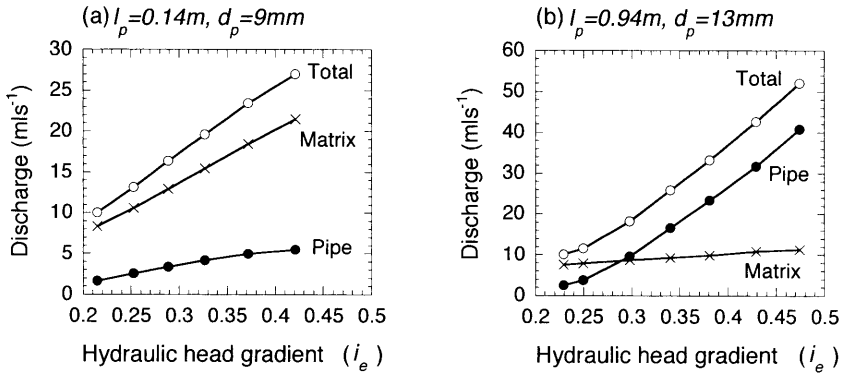 (a) l_p=0.14m, d_p=9mm
30
25
20
15
10
5
0
Discharge (mls⁻¹)
Total
Matrix
Pipe
0.2 0.25 0.3 0.35 0.4 0.45 0.5
Hydraulic head gradient (i_e)
(b) l_p=0.94m, d_p=13mm
60
50
40
30
20
10
0
Discharge (mls⁻¹)
Total
Pipe
Matrix
0.2 0.25 0.3 0.35 0.4 0.45 0.5
Hydraulic head gradient (i_e)